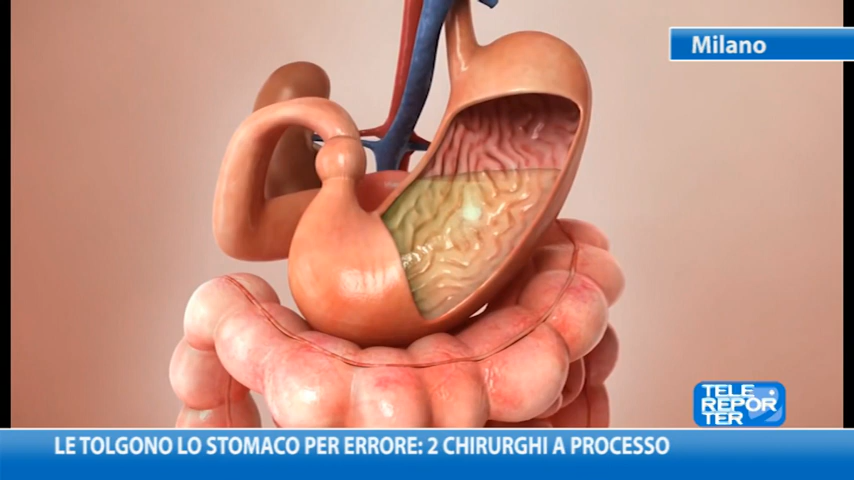 Milano
TELE
REPOR
TER
LE TOLGONO LO STOMACO PER ERRORE: 2 CHIRURGHI A PROCESSO